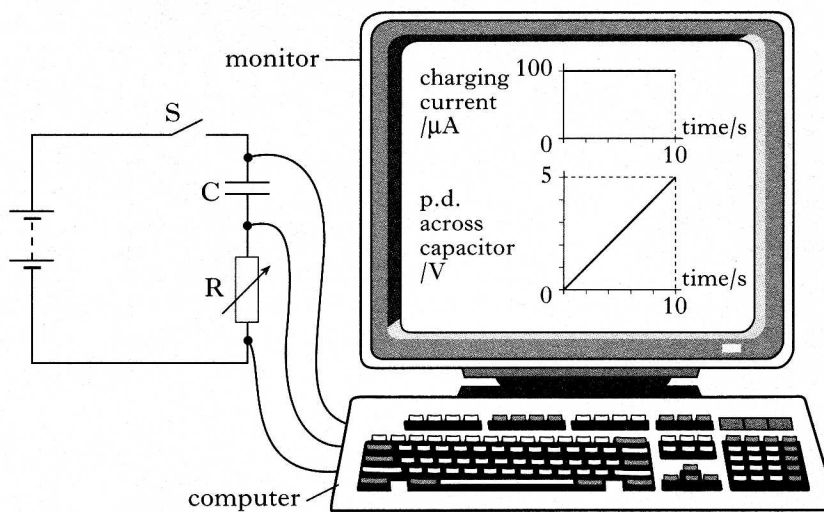 monitor
S
C
R
computer
charging
current
/μA
100
0
time/s
10
p.d.
across
capacitor
/V
5
0
time/s
10